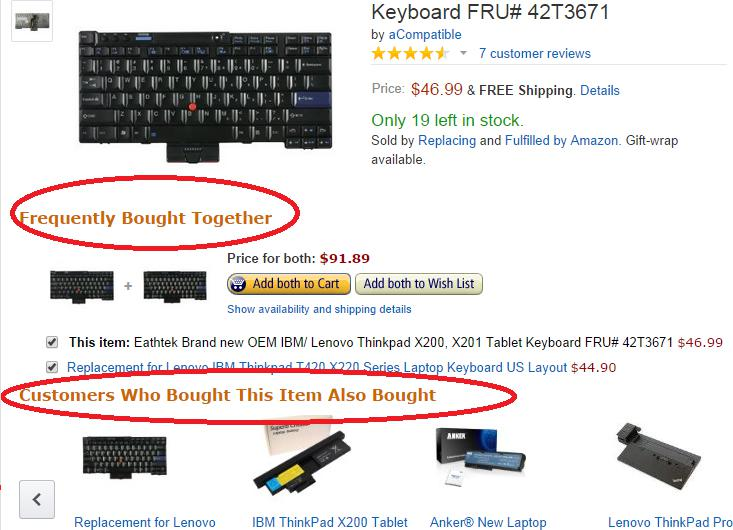 Keyboard FRU# 42T3671
by aCompatible
7 customer reviews
Price: $46.99 & FREE Shipping. Details
Only 19 left in stock.
Sold by Replacing and Fulfilled by Amazon. Gift-wrap
available.
Frequently Bought Together
Price for both: $91.89
Add both to Cart
Add both to Wish List
Show availability and shipping details
This item: Eathtek Brand new OEM IBM/ Lenovo Thinkpad X200, X201 Tablet Keyboard FRU# 42T3671 $46.99
Replacement for Lenovo IBM Thinkpad T420 X220 Series Laptop Keyboard US Layout $44.90
Customers Who Bought This Item Also Bought
ANKER
Replacement for Lenovo
IBM ThinkPad X200 Tablet
Anker® New Laptop
Lenovo ThinkPad Pro